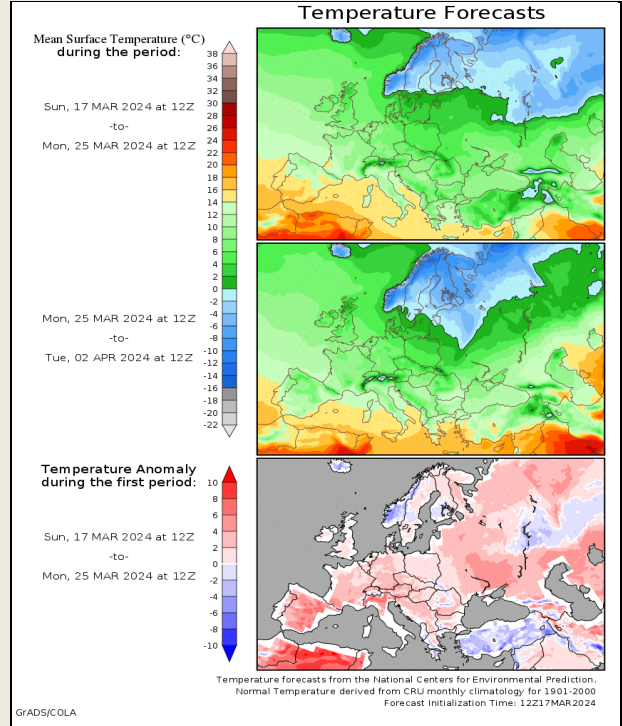 Temperature Forecasts
Mean Surface Temperature (°C)
during the period:
Sun, 17 MAR 2024 at 12Z
-to-
Mon, 25 MAR 2024 at 12Z
38
36
34
32
30
28
26
24
22
20
18
16
14
12
10
8
6
4
2
0
-2
-4
-6
-8
-10
-12
-14
-16
-18
-20
-22
Mon, 25 MAR 2024 at 12Z
-to-
Tue, 02 APR 2024 at 12Z
Temperature Anomaly
during the first period:
Sun, 17 MAR 2024 at 12Z
-to-
Mon, 25 MAR 2024 at 12Z
10
8
6
4
2
0
-2
-4
-6
-8
-10
Temperature forecasts from the National Centers for Environmental Prediction.
Normal Temperature derived from CRU monthly climatology for 1901-2000
Forecast Initialization Time: 12Z17MAR2024
GrADS/COLA